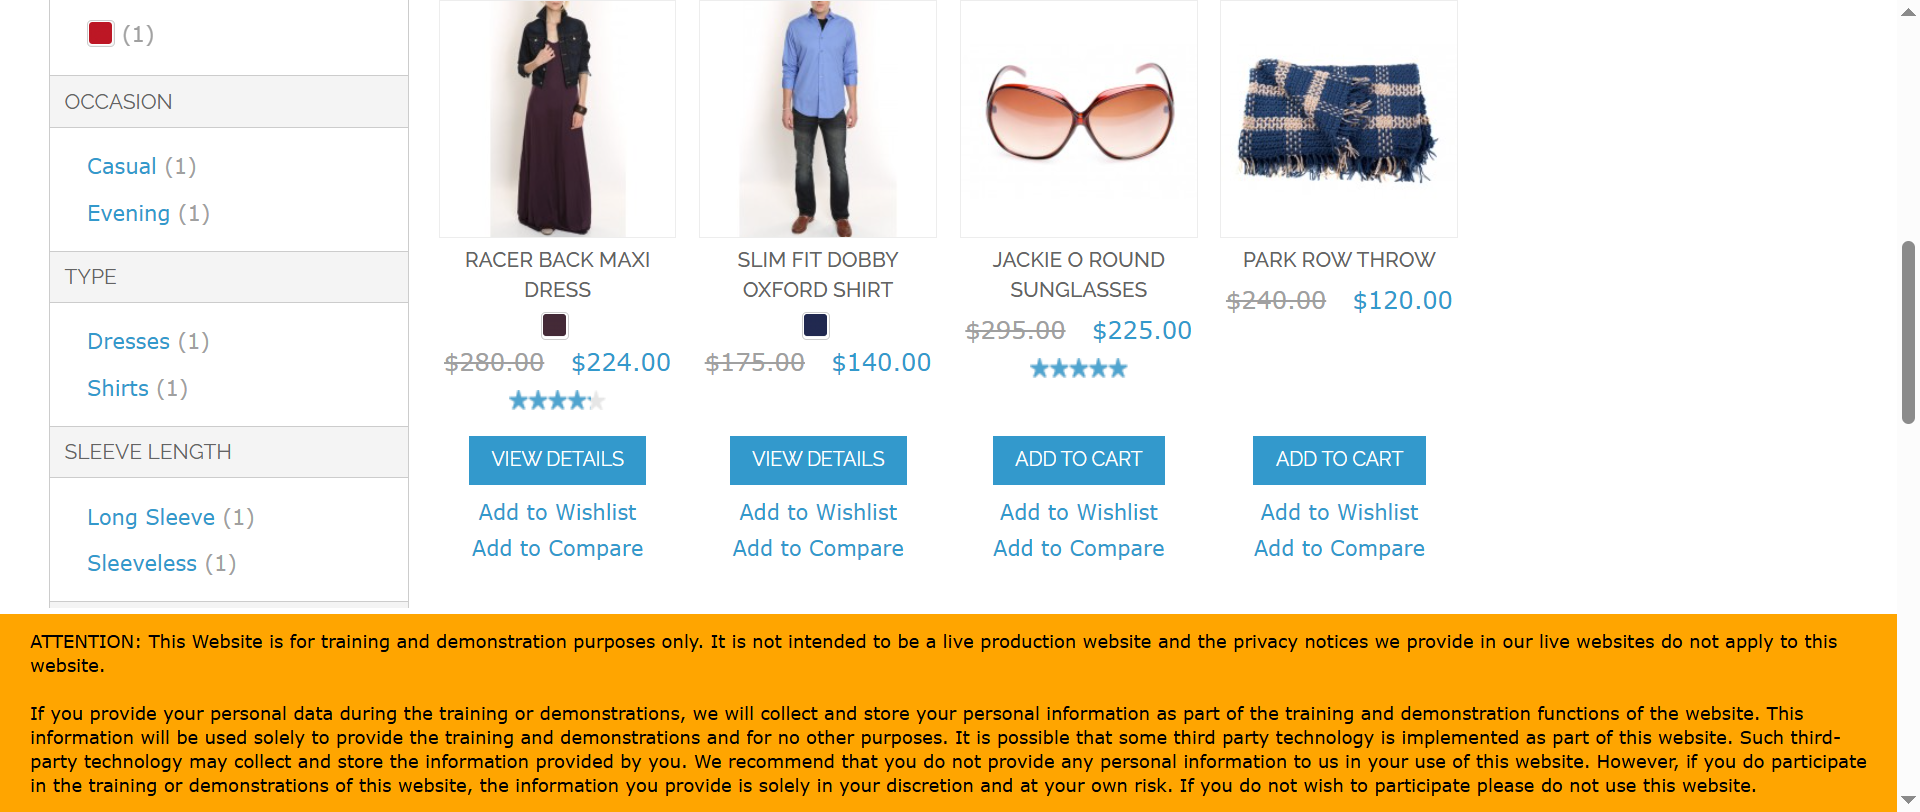 (1)
OCCASION
Casual (1)
Evening (1)
TYPE
Dresses (1)
Shirts (1)
SLEEVE LENGTH
Long Sleeve (1)
Sleeveless (1)
RACER BACK MAXI
DRESS
$280.00 $224.00
VIEW DETAILS
Add to Wishlist
Add to Compare
SLIM FIT DOBBY
OXFORD SHIRT
$175.00 $140.00
VIEW DETAILS
Add to Wishlist
Add to Compare
JACKIE O ROUND
SUNGLASSES
$295.00 $225.00
ADD TO CART
Add to Wishlist
Add to Compare
PARK ROW THROW
$240.00 $120.00
ADD TO CART
Add to Wishlist
Add to Compare
ATTENTION: This Website is for training and demonstration purposes only. It is not intended to be a live production website and the privacy notices we provide in our live websites do not apply to this
website.
If you provide your personal data during the training or demonstrations, we will collect and store your personal information as part of the training and demonstration functions of the website. This
information will be used solely to provide the training and demonstrations and for no other purposes. It is possible that some third party technology is implemented as part of this website. Such third-
party technology may collect and store the information provided by you. We recommend that you do not provide any personal information to us in your use of this website. However, if you do participate
in the training or demonstrations of this website, the information you provide is solely in your discretion and at your own risk. If you do not wish to participate please do not use this website.